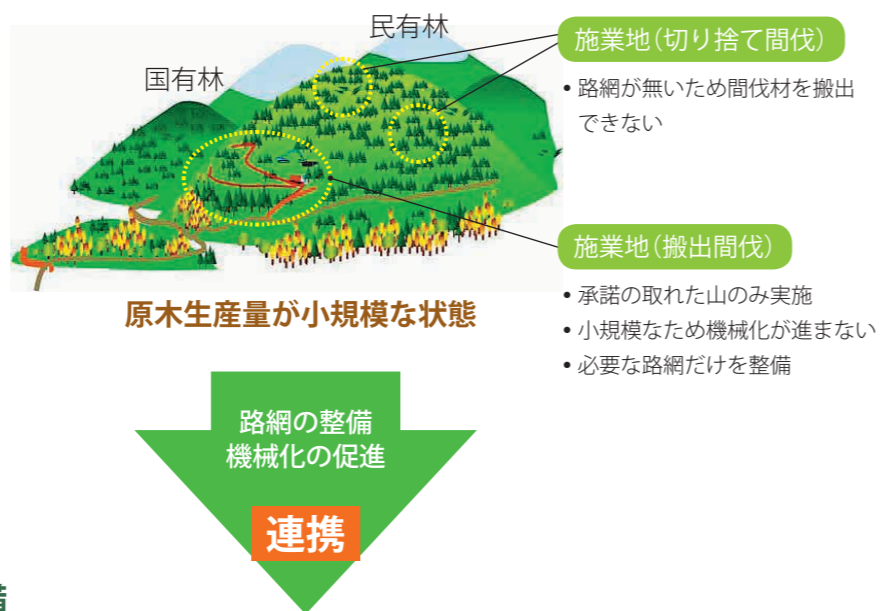 民有林
国有林
施業地（切り捨て間伐）
• 路網が無いため間伐材を搬出
できない
施業地（搬出間伐）
• 承諾の取れた山のみ実施
• 小規模なため機械化が進まない
• 必要な路網だけを整備
原木生産量が小規模な状態
路網の整備
機械化の促進
連携